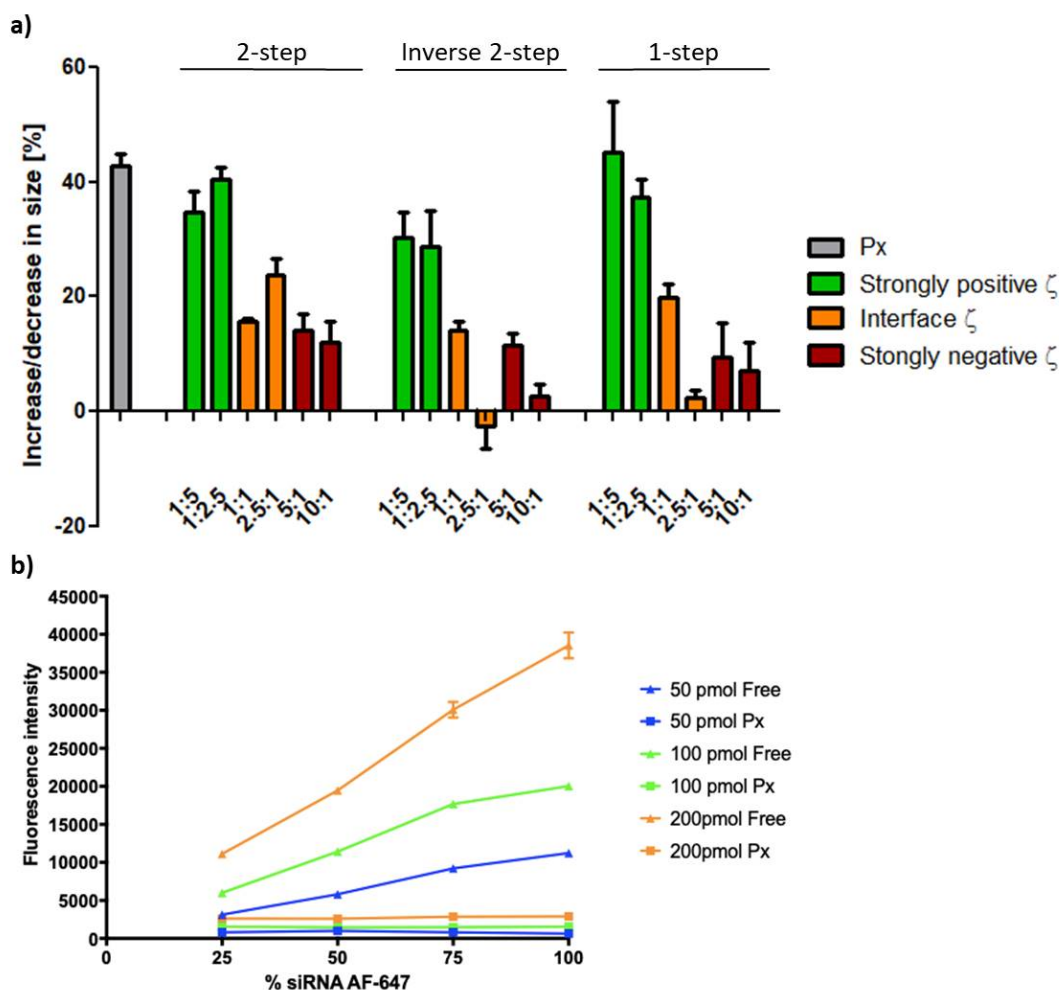 a)
2-step Inverse 2-step 1-step
Increase/decrease in size [%]
60
40
20
0
-20
1:5 1:2·5 1:1 2·5:1 5:1 10:1 1:5 1:2·5 1:1 2·5:1 5:1 10:1 1:5 1:2·5 1:1 2·5:1 5:1 10:1
Px
Strongly positive ζ
Interface ζ
Stongly negative ζ
b)
Fluorescence intensity
45000
40000
35000
30000
25000
20000
15000
10000
5000
0
0 25 50 75 100
% siRNA AF-647
50 pmol Free
50 pmol Px
100 pmol Free
100 pmol Px
200pmol Free
200pmol Px